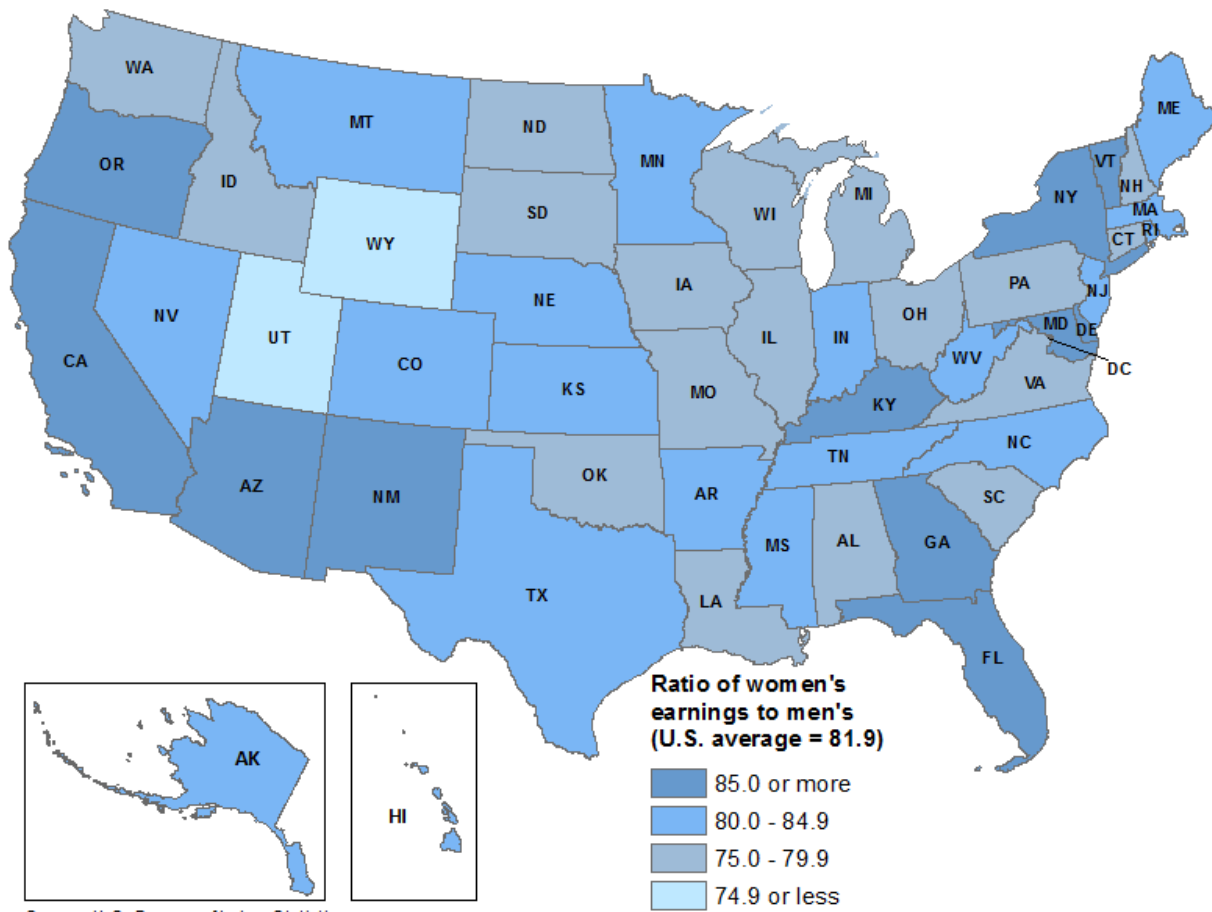 WA
MT
ND
MN
ME
OR
ID
SD
WI
MI
NY
VT
NH
MA
CT
RI
WY
NE
IA
PA
NJ
NV
UT
CO
KS
IL
IN
OH
MD
DE
DC
WV
VA
CA
MO
KY
AZ
NM
OK
AR
TN
NC
SC
MS
AL
GA
TX
LA
FL
AK
HI
Ratio of women's
earnings to men's
(U.S. average = 81.9)
85.0 or more
80.0 - 84.9
75.0 - 79.9
74.9 or less